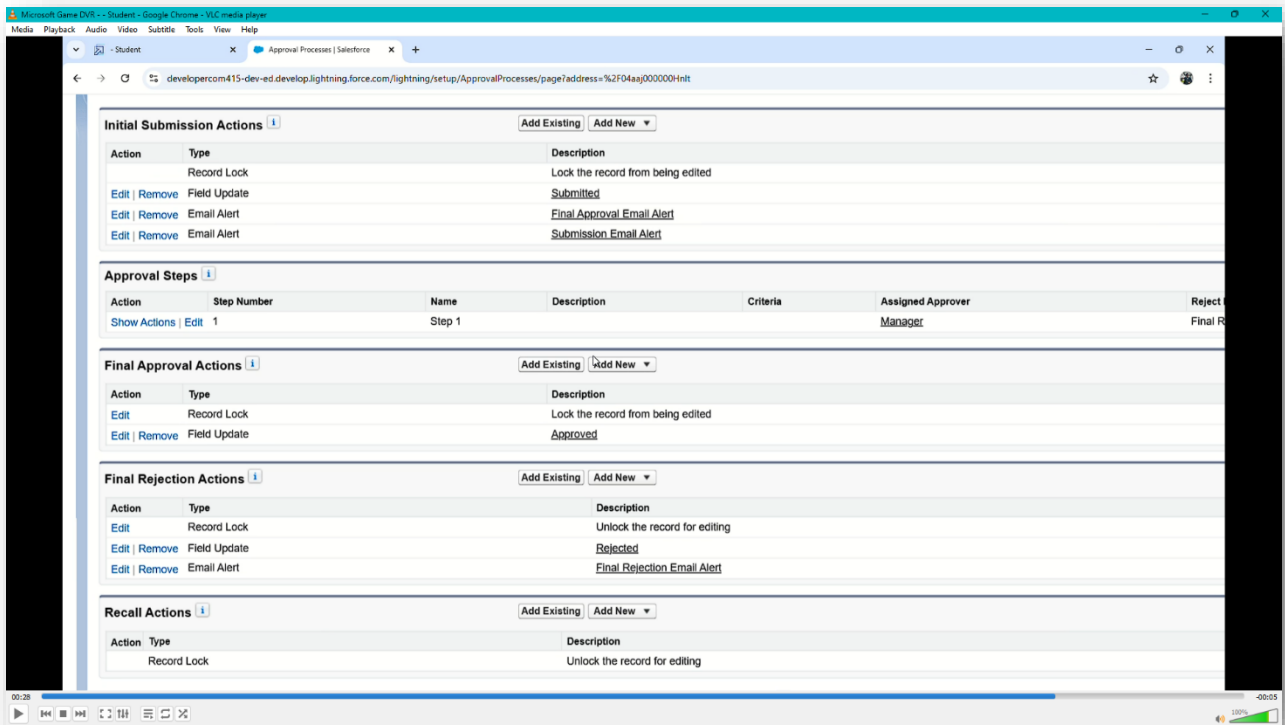 Microsoft Game DVR - - Student - Google Chrome - VLC media player
Media Playback Audio Video Subtitle Tools View Help
- Student
Approval Processes | Salesforce
developercom415-dev-ed.develop.lightning.force.com/lightning/setup/ApprovalProcesses/page?address=%2F04aaj000000Hnlt
Initial Submission Actions i Add Existing Add New
Action Type Description
Record Lock Lock the record from being edited
Edit | Remove Field Update Submitted
Edit | Remove Email Alert Final Approval Email Alert
Edit | Remove Email Alert Submission Email Alert
Approval Steps i
Action Step Number Name Description Criteria Assigned Approver Reject
Show Actions | Edit 1 Step 1 Manager Final R
Final Approval Actions i Add Existing Add New
Action Type Description
Edit Record Lock Lock the record from being edited
Edit | Remove Field Update Approved
Final Rejection Actions i Add Existing Add New
Action Type Description
Edit Record Lock Unlock the record for editing
Edit | Remove Field Update Rejected
Edit | Remove Email Alert Final Rejection Email Alert
Recall Actions i Add Existing Add New
Action Type Description
Record Lock Unlock the record for editing
00:28 -00:05
100%